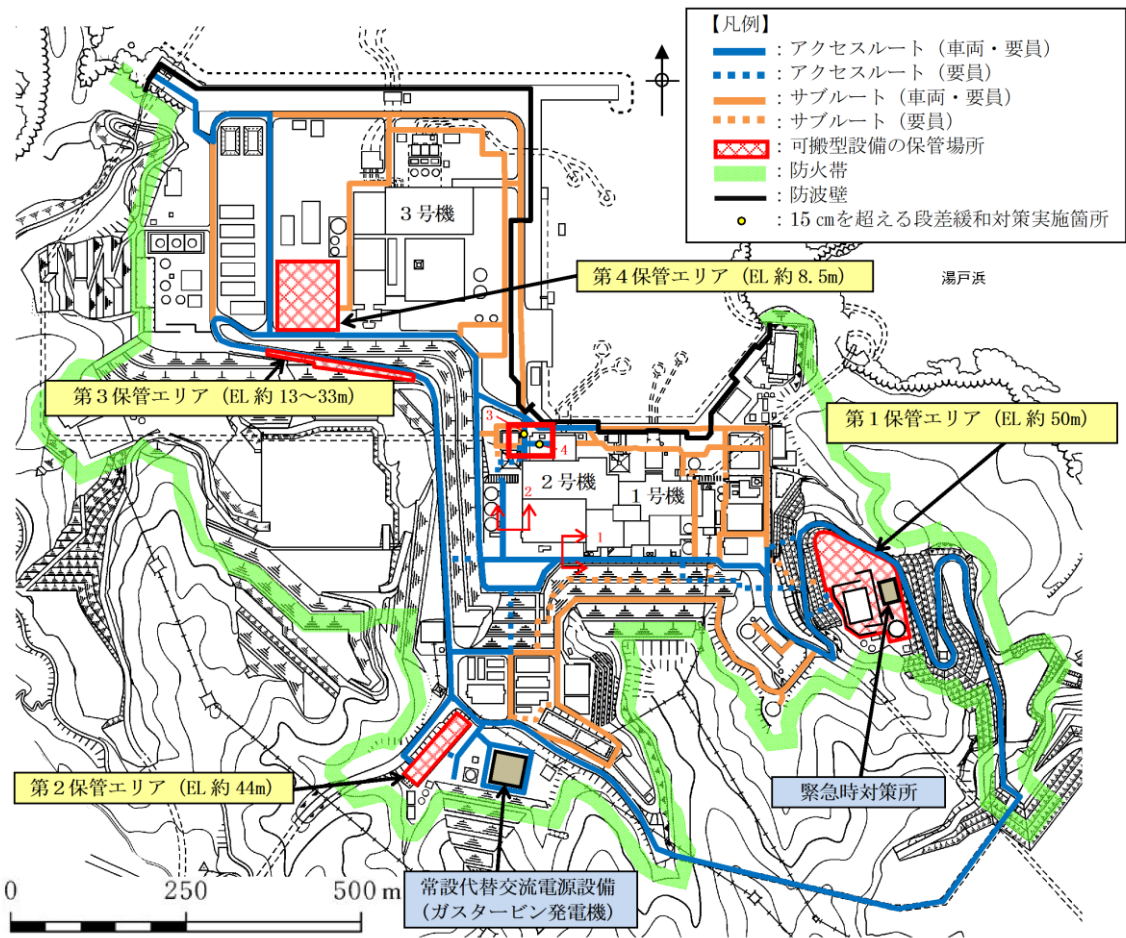 【凡例】
：アクセスルート（車両・要員）
：アクセスルート（要員）
：サブルート（車両・要員）
：サブルート（要員）
：可搬型設備の保管場所
：防火帯
：防波壁
：15 cmを超える段差緩和対策実施箇所
3号機
湯戸浜
第４保管エリア（EL 約 8.5m）
第３保管エリア（EL 約 13～33m）
第１保管エリア（EL 約 50m）
3
4
2号機
1号機
2
1
第２保管エリア（EL 約 44m）
緊急時対策所
常設代替交流電源設備
（ガスタービン発電機）
0 250 500 m